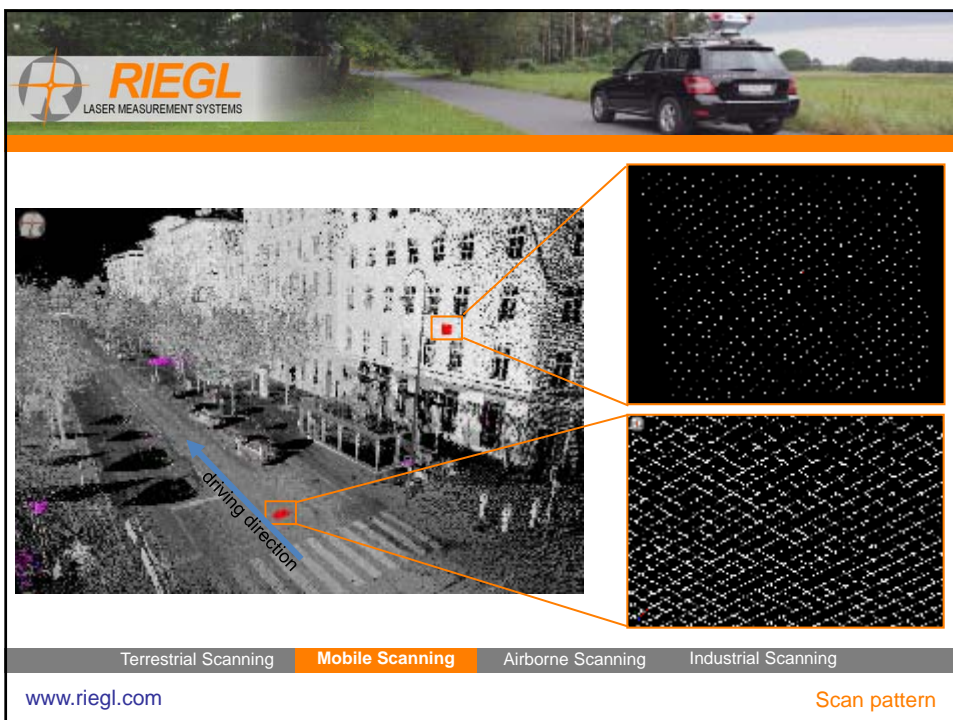 RIEGL
LASER MEASUREMENT SYSTEMS
driving direction
Terrestrial Scanning
Mobile Scanning
Airborne Scanning
Industrial Scanning
www.riegl.com
Scan pattern